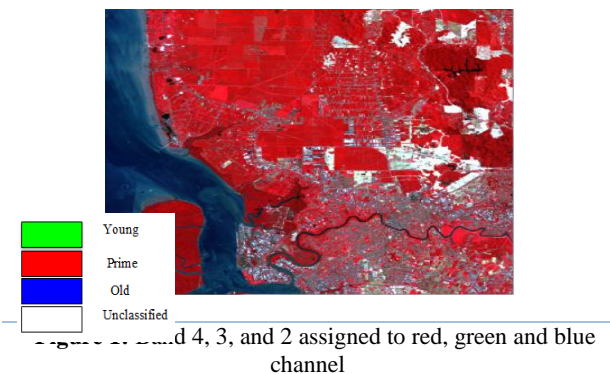 Young
Prime
Old
Unclassified
4, 3, and 2 assigned to red, green and blue
channel